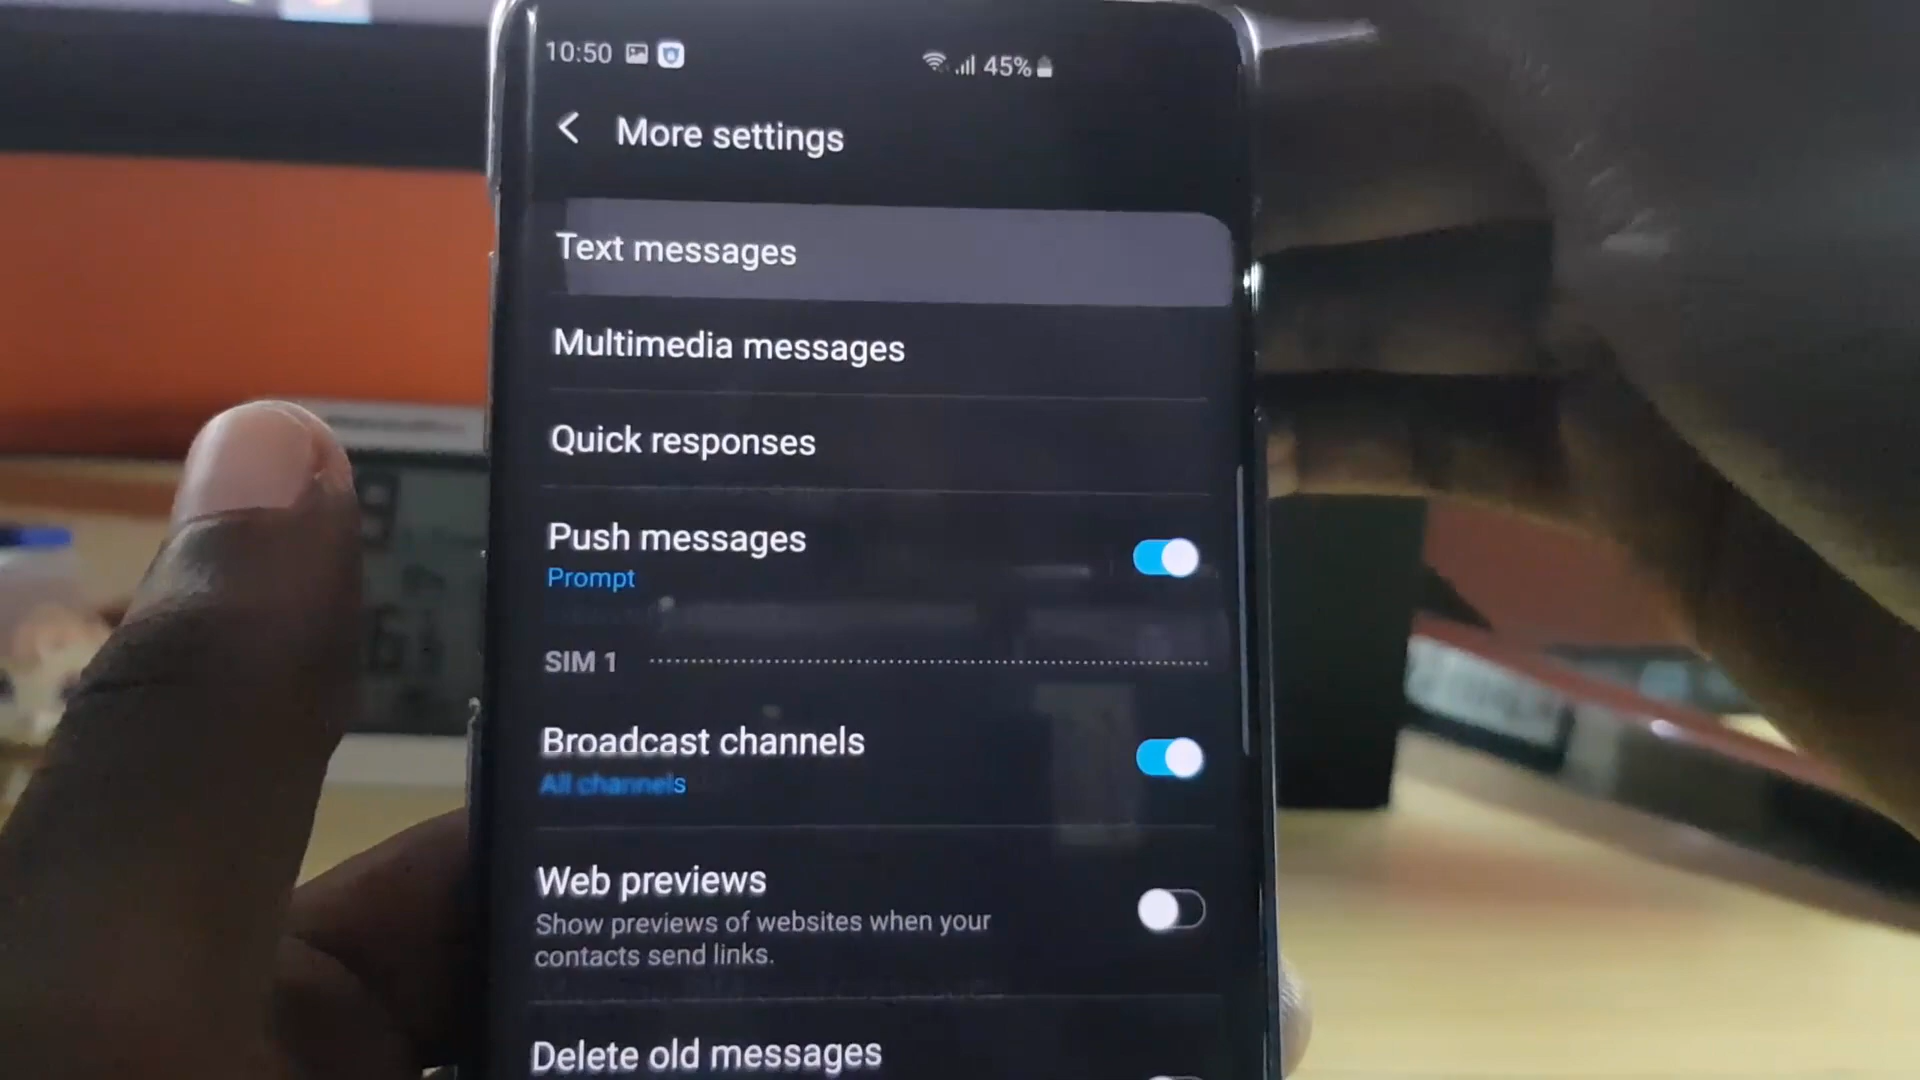 10:50 45%
More settings
Text messages
Multimedia messages
Quick responses
Push messages
Prompt
SIM 1
Broadcast channels
All channels
Web previews
Show previews of websites when your
contacts send links.
Delete old messages